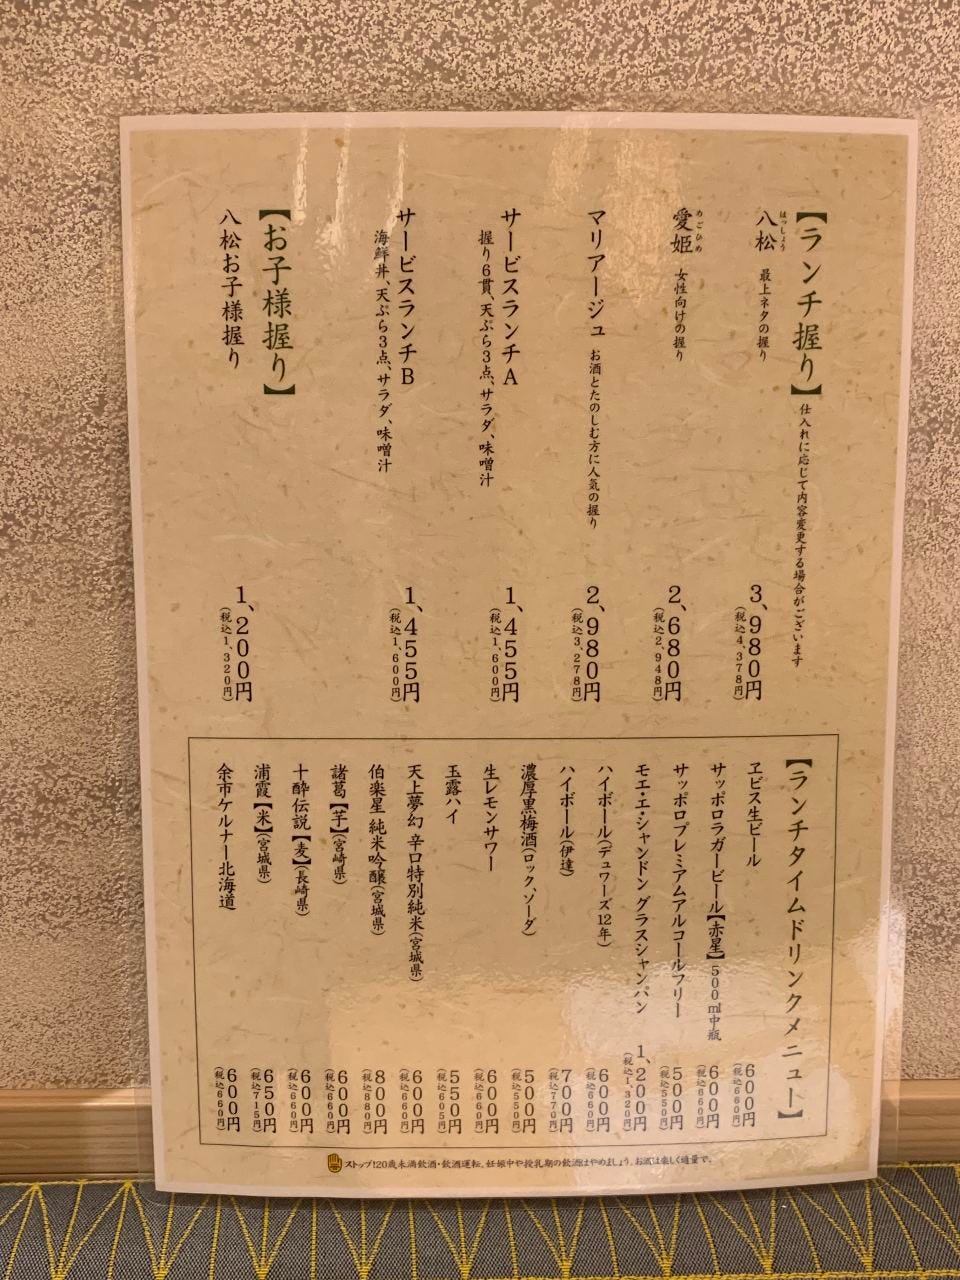 【ランチ握り】仕入れに応じて内容変更する場合がございます
はっしょう
八松 最上ネタの握り 3,980円
(税込4,378円)
めごひめ
愛姫 女性向けの握り 2,680円
(税込2,948円)
マリアージュ お酒とたのしむ方に人気の握り 2,980円
(税込3,278円)
サービスランチA 1,455円
握り6貫、天ぷら3点、サラダ、味噌汁 (税込1,600円)
サービスランチB 1,455円
海鮮丼、天ぷら3点、サラダ、味噌汁 (税込1,600円)
【お子様握り】
八松お子様握り 1,200円
(税込1,320円)
【ランチタイムドリンクメニュー】
ヱビス生ビール 600円
(税込660円)
サッポロラガービール【赤星】500ml中瓶 600円
(税込660円)
サッポロプレミアムアルコールフリー 500円
(税込550円)
モエ・エ・シャンドン グラスシャンパン 1,200円
(税込1,320円)
ハイボール(デュワーズ12年) 600円
(税込660円)
ハイボール(伊達) 700円
(税込770円)
濃厚黒梅酒(ロック、ソーダ) 500円
(税込550円)
生レモンサワー 600円
(税込660円)
玉露ハイ 550円
(税込605円)
天上夢幻 辛口特別純米(宮城県) 600円
(税込660円)
伯楽星 純米吟醸(宮城県) 800円
(税込880円)
諸葛【芋】(宮崎県) 600円
(税込660円)
十酔伝説【麦】(長崎県) 600円
(税込660円)
浦霞【米】(宮城県) 650円
(税込715円)
余市ケルナー北海道 600円
(税込660円)
ストップ!20歳未満飲酒・飲酒運転。妊娠中や授乳期の飲酒はやめましょう。お酒は楽しく適量で。